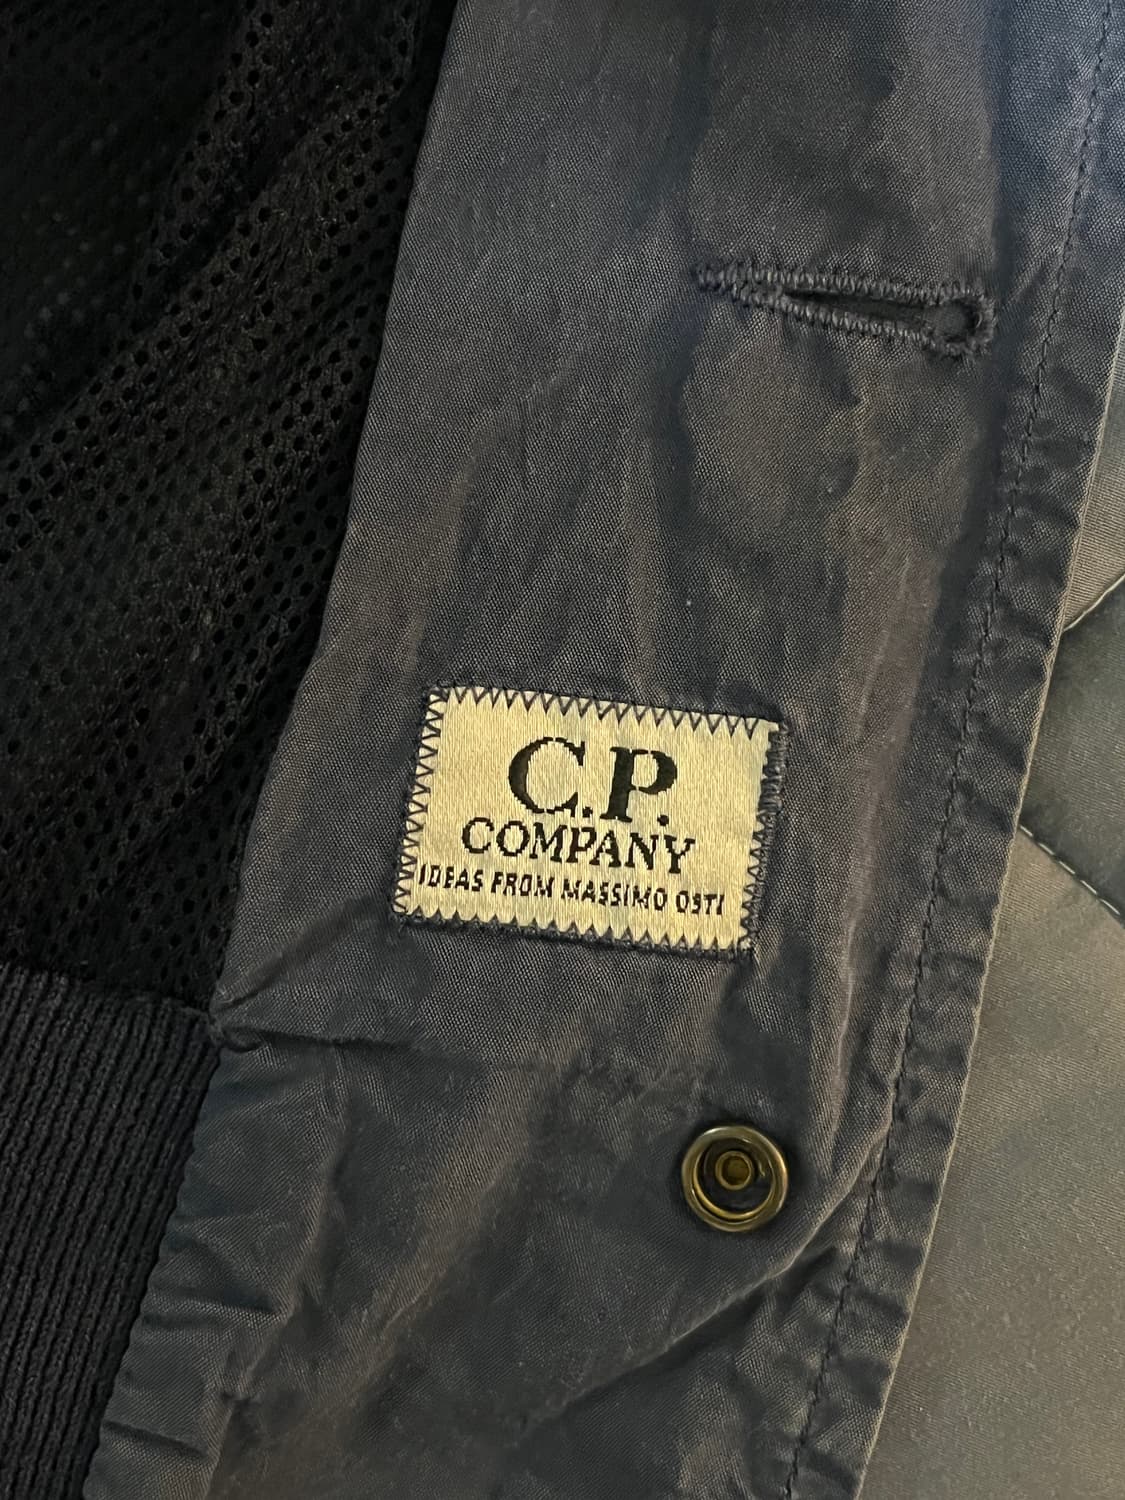 C.P.
COMPANY
IDEAS FROM MASSIMO OSTI